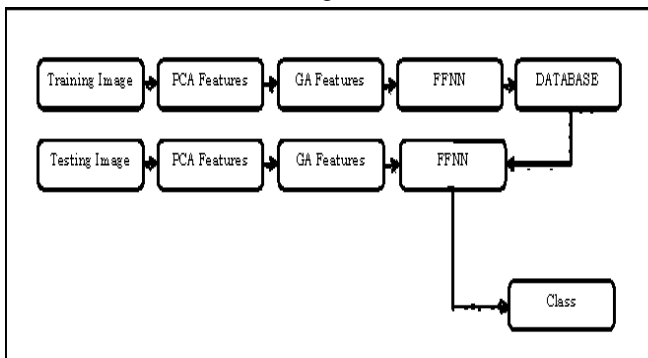 Training Image PCA Features GA Features FFNN DATABASE
Testing Image PCA Features GA Features FFNN
Class